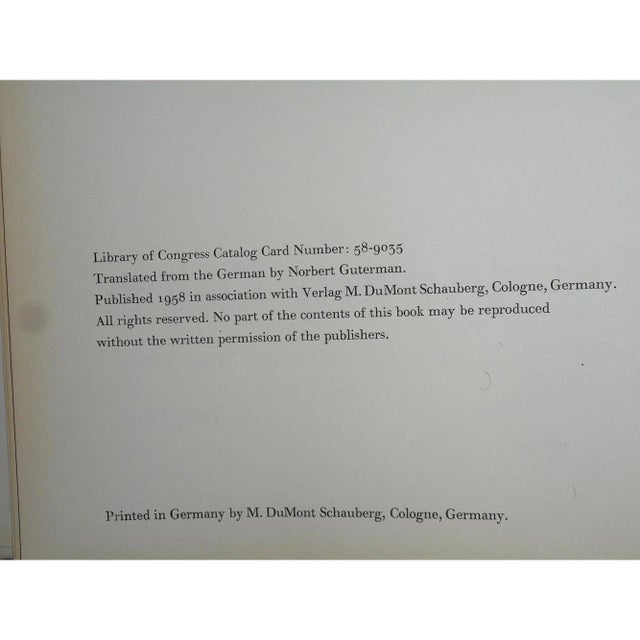 Library of Congress Catalog Card Number: 58-9035
Translated from the German by Norbert Guterman.
Published 1958 in association with Verlag M. DuMont Schauberg, Cologne, Germany.
All rights reserved. No part of the contents of this book may be reproduced
without the written permission of the publishers.
Printed in Germany by M. DuMont Schauberg, Cologne, Germany.